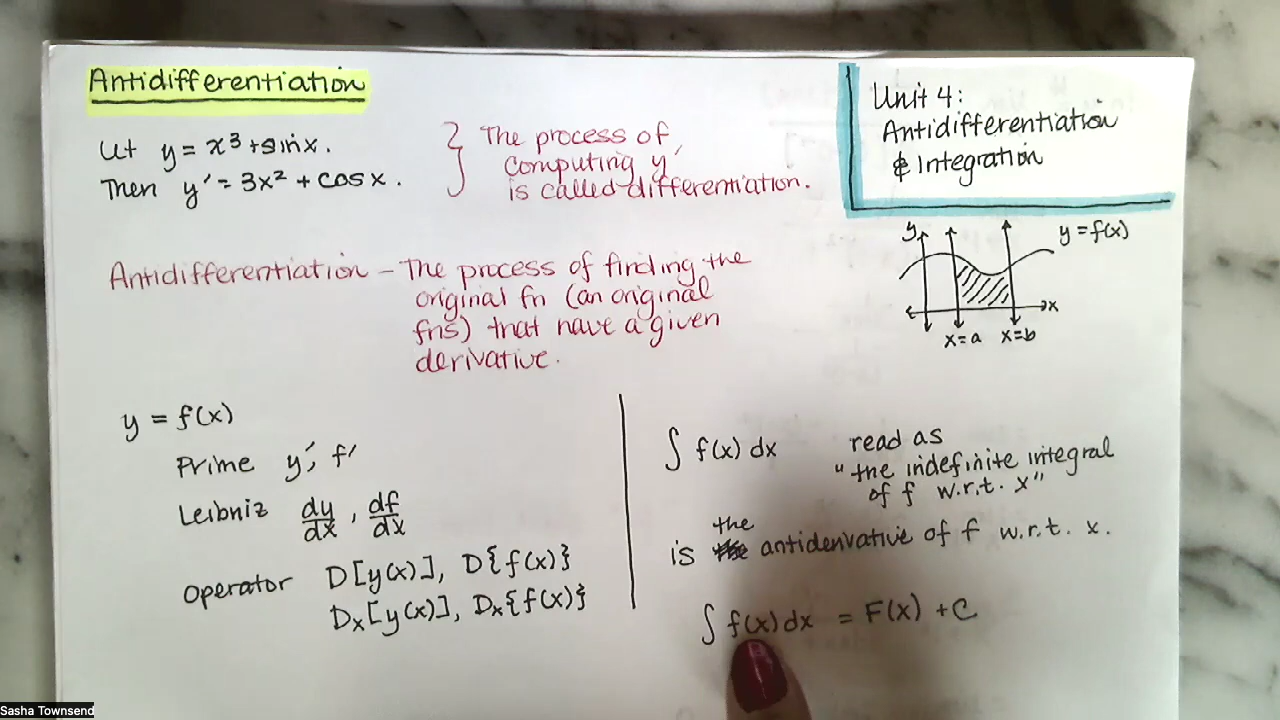 Antidifferentiation
Let y = x³ + sin x.
Then y′ = 3x² + cos x.
} The process of
computing y′
is called differentiation.
Unit 4:
Antidifferentiation
& Integration
y
y = f(x)
x
x=a x=b
Antidifferentiation – The process of finding the
original fn (an original
fns) that have a given
derivative.
y = f(x)
Prime y′, f′
Leibniz dy/dx, df/dx
Operator D[y(x)], D{f(x)}
Dx[y(x)], Dx{f(x)}
∫ f(x) dx read as
"the indefinite integral
of f w.r.t. x"
the
is antiderivative of f w.r.t. x.
∫ f(x) dx = F(x) + C
Sasha Townsend